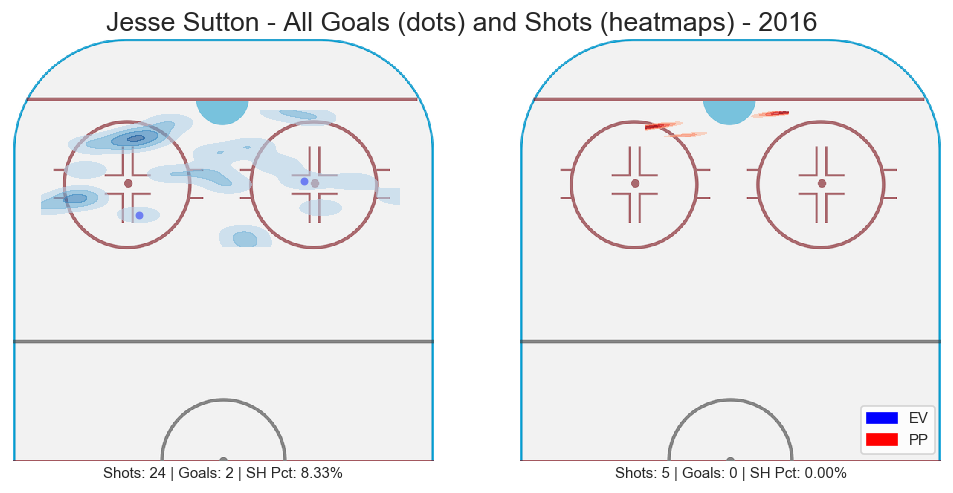 Jesse Sutton - All Goals (dots) and Shots (heatmaps) - 2016
EV
PP
Shots: 24 | Goals: 2 | SH Pct: 8.33%
Shots: 5 | Goals: 0 | SH Pct: 0.00%